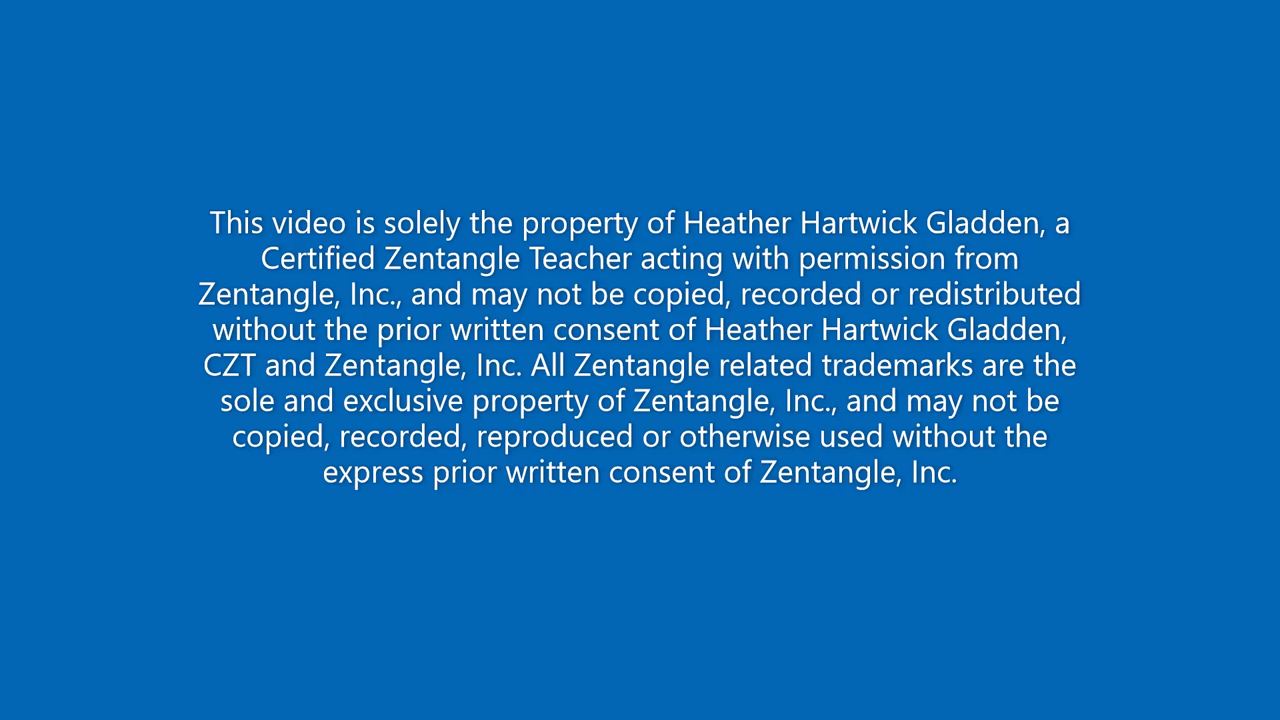 This video is solely the property of Heather Hartwick Gladden, a
Certified Zentangle Teacher acting with permission from
Zentangle, Inc., and may not be copied, recorded or redistributed
without the prior written consent of Heather Hartwick Gladden,
CZT and Zentangle, Inc. All Zentangle related trademarks are the
sole and exclusive property of Zentangle, Inc., and may not be
copied, recorded, reproduced or otherwise used without the
express prior written consent of Zentangle, Inc.